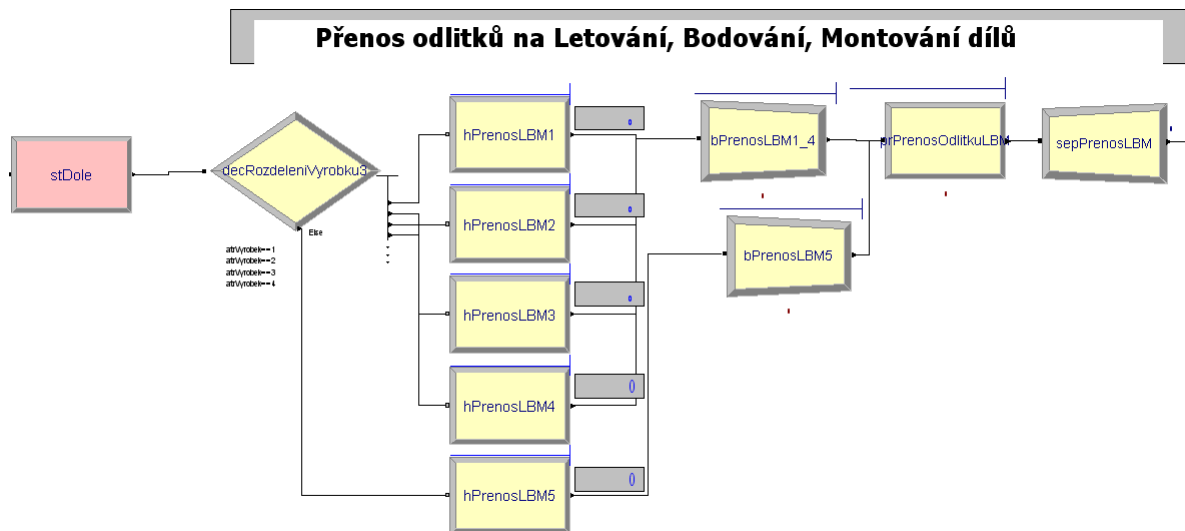 Přenos odlitků na Letování, Bodování, Montování dílů
stDole
decRozdeleniVyrobku3
Else
atrVyrobek==1
atrVyrobek==2
atrVyrobek==3
atrVyrobek==4
hPrenosLBM1
0
hPrenosLBM2
0
hPrenosLBM3
0
hPrenosLBM4
0
hPrenosLBM5
0
bPrenosLBM1_4
bPrenosLBM5
prPrenosOdlitkuLBM
sepPrenosLBM